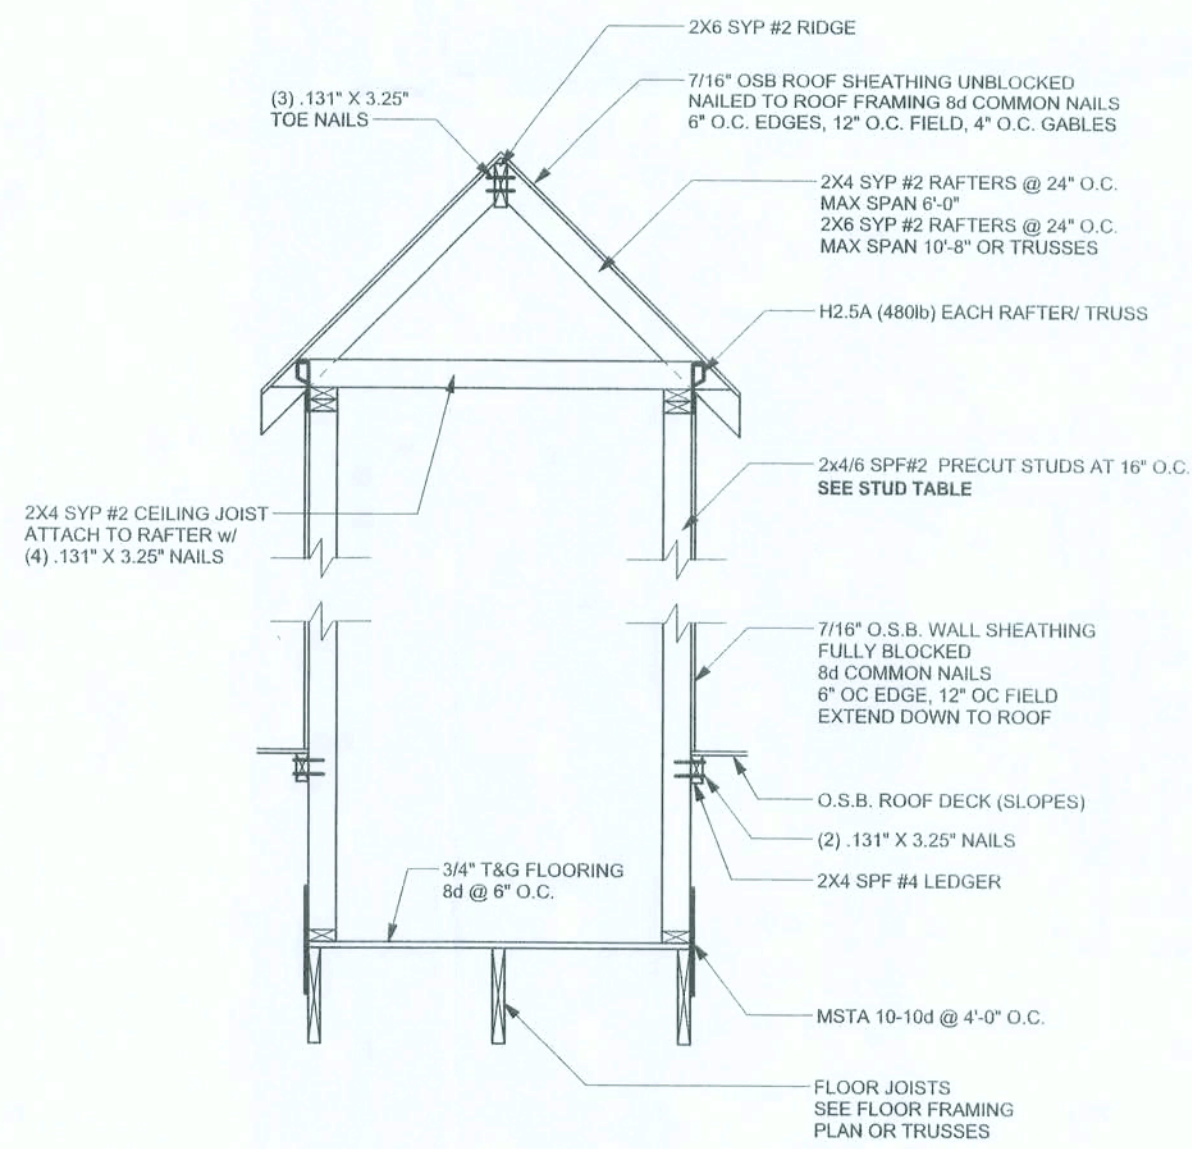 2X6 SYP #2 RIDGE
7/16" OSB ROOF SHEATHING UNBLOCKED
NAILED TO ROOF FRAMING 8d COMMON NAILS
6" O.C. EDGES, 12" O.C. FIELD, 4" O.C. GABLES
(3) .131" X 3.25"
TOE NAILS
2X4 SYP #2 RAFTERS @ 24" O.C.
MAX SPAN 6'-0"
2X6 SYP #2 RAFTERS @ 24" O.C.
MAX SPAN 10'-8" OR TRUSSES
H2.5A (480lb) EACH RAFTER/ TRUSS
2x4/6 SPF#2 PRECUT STUDS AT 16" O.C.
SEE STUD TABLE
2X4 SYP #2 CEILING JOIST
ATTACH TO RAFTER w/
(4) .131" X 3.25" NAILS
7/16" O.S.B. WALL SHEATHING
FULLY BLOCKED
8d COMMON NAILS
6" OC EDGE, 12" OC FIELD
EXTEND DOWN TO ROOF
O.S.B. ROOF DECK (SLOPES)
(2) .131" X 3.25" NAILS
2X4 SPF #4 LEDGER
3/4" T&G FLOORING
8d @ 6" O.C.
MSTA 10-10d @ 4'-0" O.C.
FLOOR JOISTS
SEE FLOOR FRAMING
PLAN OR TRUSSES